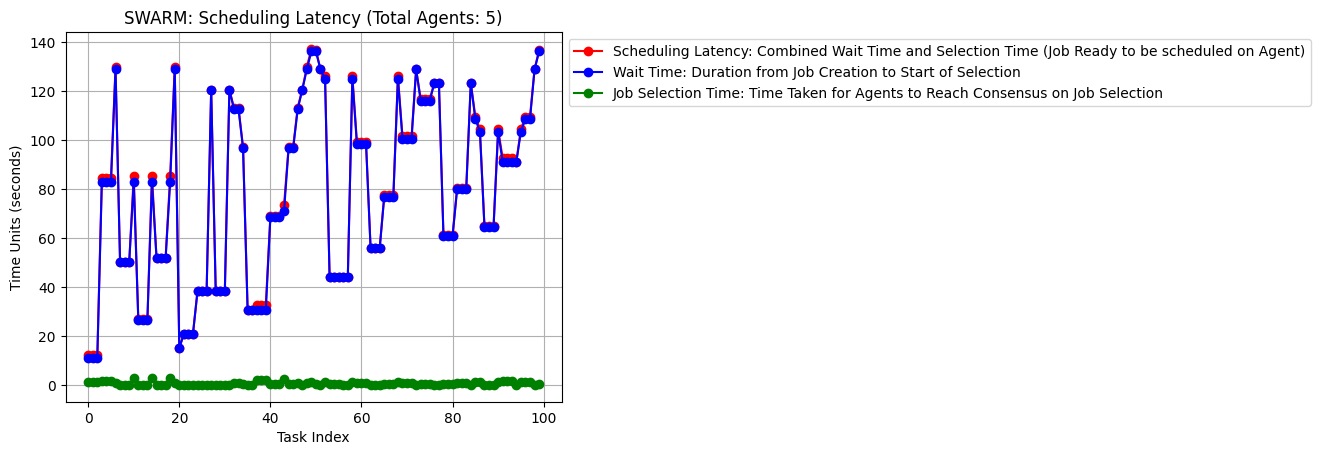 SWARM: Scheduling Latency (Total Agents: 5)
Scheduling Latency: Combined Wait Time and Selection Time (Job Ready to be scheduled on Agent)
Wait Time: Duration from Job Creation to Start of Selection
Job Selection Time: Time Taken for Agents to Reach Consensus on Job Selection
Time Units (seconds)
140
120
100
80
60
40
20
0
0 20 40 60 80 100
Task Index